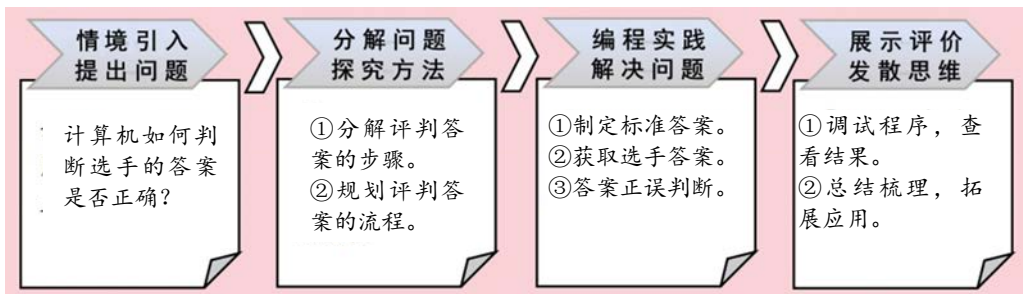 情境引入
提出问题
计算机如何判
断选手的答案
是否正确？
分解问题
探究方法
①分解评判答
案的步骤。
②规划评判答
案的流程。
编程实践
解决问题
①制定标准答案。
②获取选手答案。
③答案正误判断。
展示评价
发散思维
①调试程序，查
看结果。
②总结梳理，拓
展应用。